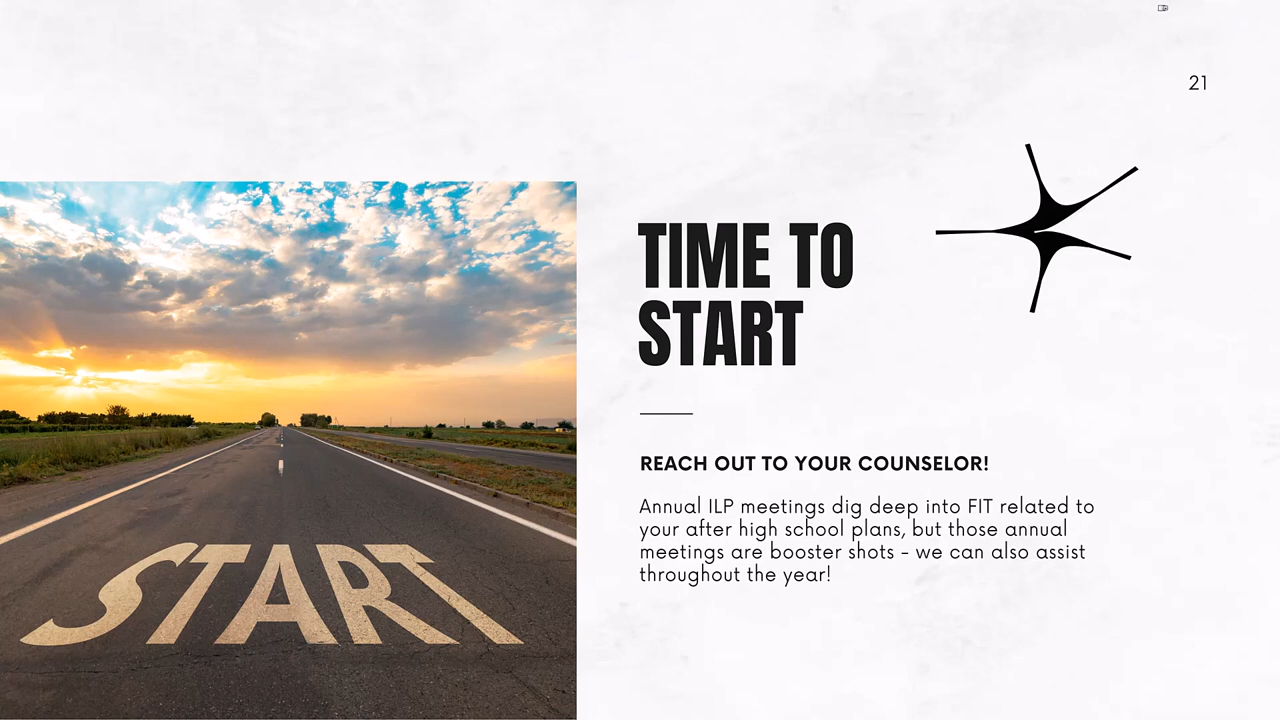 21
TIME TO
START
REACH OUT TO YOUR COUNSELOR!
Annual ILP meetings dig deep into FIT related to
your after high school plans, but those annual
meetings are booster shots - we can also assist
throughout the year!
START